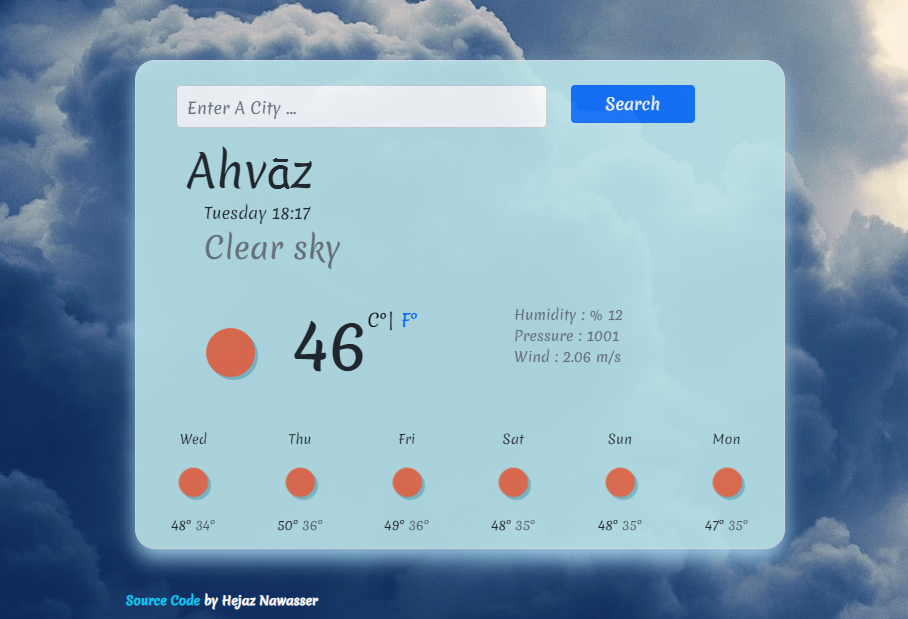 Enter A City ... Search
Ahvāz
Tuesday 18:17
Clear sky
46 C°| F°
Humidity : % 12
Pressure : 1001
Wind : 2.06 m/s
Wed Thu Fri Sat Sun Mon
48° 34° 50° 36° 49° 36° 48° 35° 48° 35° 47° 35°
Source Code by Hejaz Nawasser